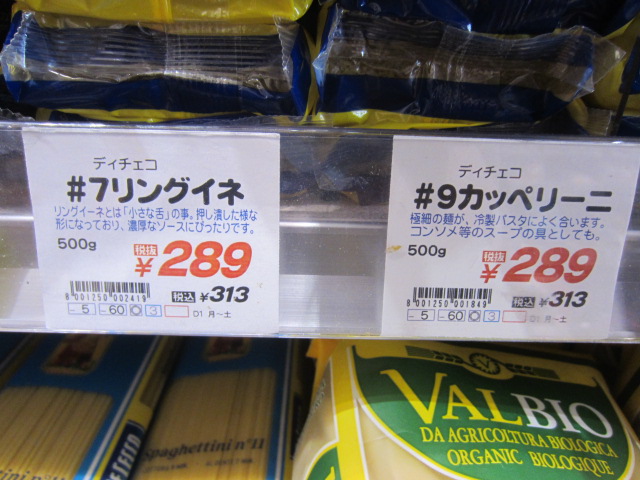 ディチェコ
#7リングイネ
リングイーネとは「小さな舌」の事。押し潰した様な
形になっており、濃厚なソースにぴったりです。
500g
税抜
¥289
税込 ¥313
8 001250 002419
5 60 3 01 月〜土
ディチェコ
#9カッペリーニ
極細の麺が、冷製パスタによく合います。
コンソメ等のスープの具としても。
500g
税抜
¥289
税込 ¥313
8 001250 001849
5 60 3 01 月〜土
Spaghettini n°11
VALBIO
DA AGRICOLTURA BIOLOGICA
ORGANIC BIOLOGIQUE